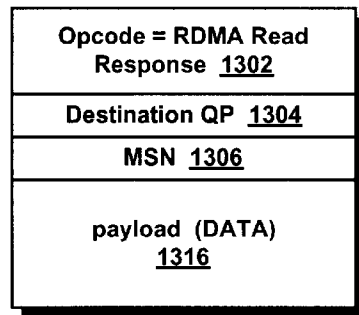 Opcode = RDMA Read
Response 1302
Destination QP 1304
MSN 1306
payload (DATA)
1316